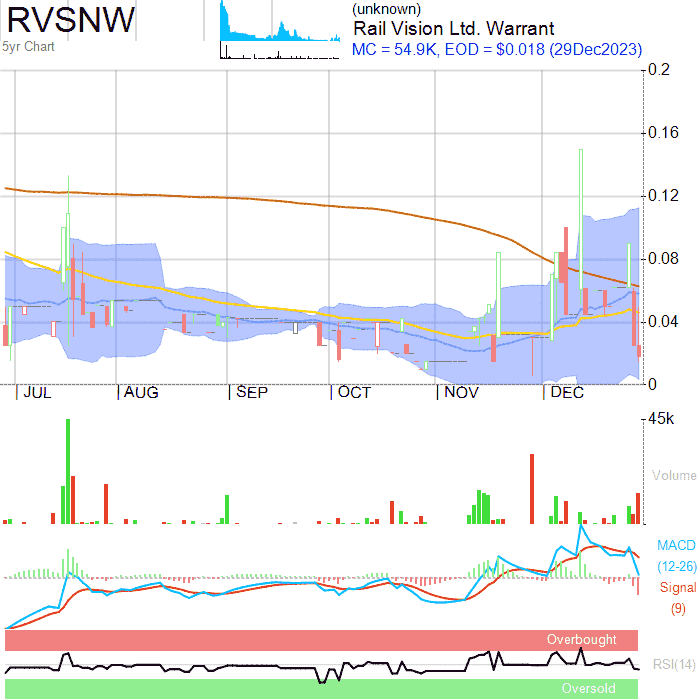 RVSNW
5yr Chart
(unknown)
Rail Vision Ltd. Warrant
MC = 54.9K, EOD = $0.018 (29Dec2023)
0.2
0.16
0.12
0.08
0.04
0
JUL AUG SEP OCT NOV DEC
45k
Volume
MACD
(12-26)
Signal
(9)
Overbought
RSI(14)
Oversold